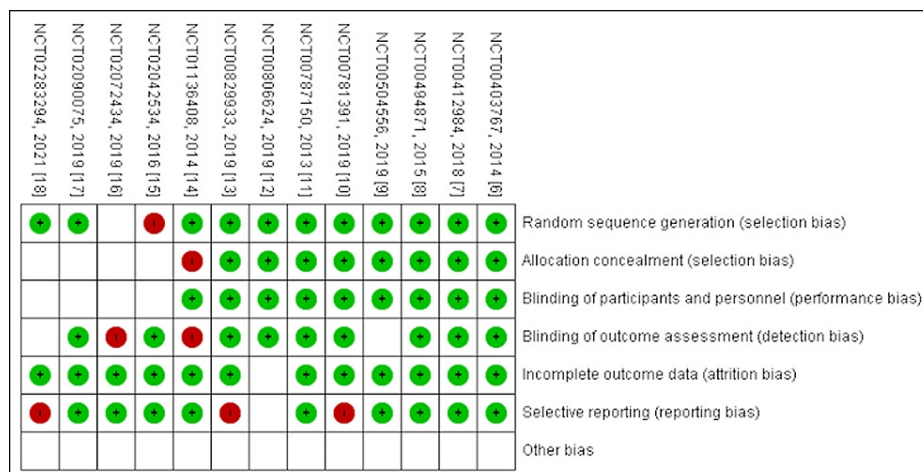 NCT02283294, 2021 [18]
NCT02090075, 2019 [17]
NCT02072434, 2019 [16]
NCT02042534, 2016 [15]
NCT01136408, 2014 [14]
NCT00829933, 2019 [13]
NCT00806624, 2019 [12]
NCT00787150, 2013 [11]
NCT00781391, 2019 [10]
NCT00504556, 2019 [9]
NCT00494871, 2015 [8]
NCT00412984, 2018 [7]
NCT00403767, 2014 [6]
+ + - + + + + + + + + + Random sequence generation (selection bias)
- + + + + + + + + Allocation concealment (selection bias)
+ + + + + + + + + Blinding of participants and personnel (performance bias)
+ - + - + + + + + + + Blinding of outcome assessment (detection bias)
+ + + + + + + + + + + + Incomplete outcome data (attrition bias)
- + + + + - + - + + + + Selective reporting (reporting bias)
Other bias